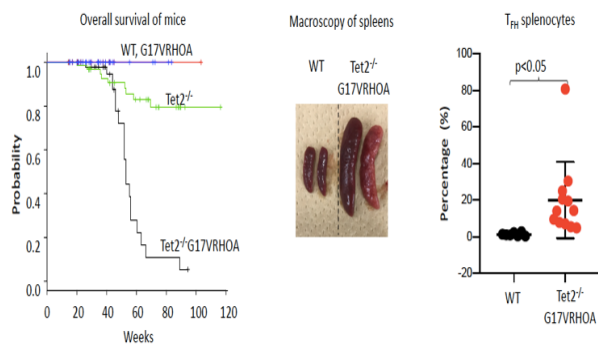 Overall survival of mice
WT, G17VRHOA
Tet2-/-
Tet2-/-G17VRHOA
Probability
1.0
0.8
0.6
0.4
0.2
0.0
0
20
40
60
80
100
120
Weeks
Macroscopy of spleens
WT
Tet2-/-
G17VRHOA
TFH splenocytes
p<0.05
Percentage (%)
100
80
60
40
20
0
-20
WT
Tet2-/-
G17VRHOA